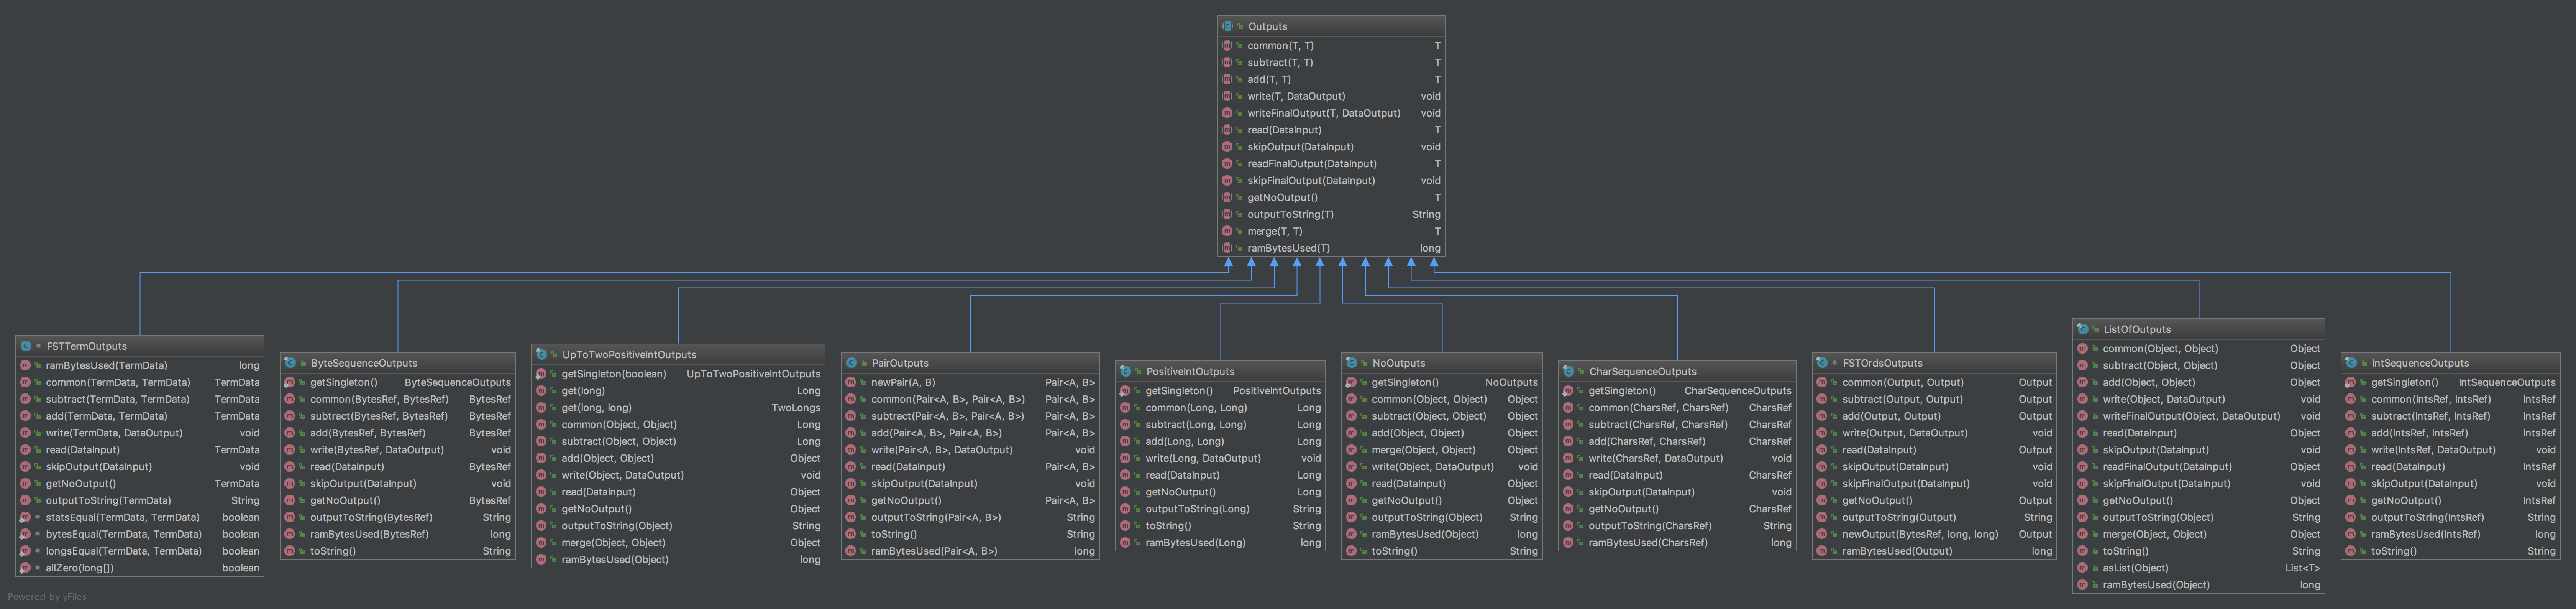 Outputs
common(T, T) T
subtract(T, T) T
add(T, T) T
write(T, DataOutput) void
writeFinalOutput(T, DataOutput) void
read(DataInput) T
skipOutput(DataInput) void
readFinalOutput(DataInput) T
skipFinalOutput(DataInput) void
getNoOutput() T
outputToString(T) String
merge(T, T) T
ramBytesUsed(T) long
FSTTermOutputs
ramBytesUsed(TermData) long
common(TermData, TermData) TermData
subtract(TermData, TermData) TermData
add(TermData, TermData) TermData
write(TermData, DataOutput) void
read(DataInput) TermData
skipOutput(DataInput) void
getNoOutput() TermData
outputToString(TermData) String
statsEqual(TermData, TermData) boolean
bytesEqual(TermData, TermData) boolean
longsEqual(TermData, TermData) boolean
allZero(long[]) boolean
ByteSequenceOutputs
getSingleton() ByteSequenceOutputs
common(BytesRef, BytesRef) BytesRef
subtract(BytesRef, BytesRef) BytesRef
add(BytesRef, BytesRef) BytesRef
write(BytesRef, DataOutput) void
read(DataInput) BytesRef
skipOutput(DataInput) void
getNoOutput() BytesRef
outputToString(BytesRef) String
ramBytesUsed(BytesRef) long
toString() String
UpToTwoPositiveIntOutputs
getSingleton(boolean) UpToTwoPositiveIntOutputs
get(long) Long
get(long, long) TwoLongs
common(Object, Object) Long
subtract(Object, Object) Long
add(Object, Object) Object
write(Object, DataOutput) void
read(DataInput) Object
getNoOutput() Object
outputToString(Object) String
merge(Object, Object) Object
ramBytesUsed(Object) long
PairOutputs
newPair(A, B) Pair<A, B>
common(Pair<A, B>, Pair<A, B>) Pair<A, B>
subtract(Pair<A, B>, Pair<A, B>) Pair<A, B>
add(Pair<A, B>, Pair<A, B>) Pair<A, B>
write(Pair<A, B>, DataOutput) void
read(DataInput) Pair<A, B>
skipOutput(DataInput) void
getNoOutput() Pair<A, B>
outputToString(Pair<A, B>) String
toString() String
ramBytesUsed(Pair<A, B>) long
PositiveIntOutputs
getSingleton() PositiveIntOutputs
common(Long, Long) Long
subtract(Long, Long) Long
add(Long, Long) Long
write(Long, DataOutput) void
read(DataInput) Long
getNoOutput() Long
outputToString(Long) String
toString() String
ramBytesUsed(Long) long
NoOutputs
getSingleton() NoOutputs
common(Object, Object) Object
subtract(Object, Object) Object
add(Object, Object) Object
merge(Object, Object) Object
write(Object, DataOutput) void
read(DataInput) Object
getNoOutput() Object
outputToString(Object) String
ramBytesUsed(Object) long
toString() String
CharSequenceOutputs
getSingleton() CharSequenceOutputs
common(CharsRef, CharsRef) CharsRef
subtract(CharsRef, CharsRef) CharsRef
add(CharsRef, CharsRef) CharsRef
write(CharsRef, DataOutput) void
read(DataInput) CharsRef
skipOutput(DataInput) void
getNoOutput() CharsRef
outputToString(CharsRef) String
ramBytesUsed(CharsRef) long
FSTOrdsOutputs
common(Output, Output) Output
subtract(Output, Output) Output
add(Output, Output) Output
write(Output, DataOutput) void
read(DataInput) Output
skipOutput(DataInput) void
skipFinalOutput(DataInput) void
getNoOutput() Output
outputToString(Output) String
newOutput(BytesRef, long, long) Output
ramBytesUsed(Output) long
ListOfOutputs
common(Object, Object) Object
subtract(Object, Object) Object
add(Object, Object) Object
write(Object, DataOutput) void
writeFinalOutput(Object, DataOutput) void
read(DataInput) Object
skipOutput(DataInput) void
readFinalOutput(DataInput) Object
skipFinalOutput(DataInput) void
getNoOutput() Object
outputToString(Object) String
merge(Object, Object) Object
toString() String
asList(Object) List<T>
ramBytesUsed(Object) long
IntSequenceOutputs
getSingleton() IntSequenceOutputs
common(IntsRef, IntsRef) IntsRef
subtract(IntsRef, IntsRef) IntsRef
add(IntsRef, IntsRef) IntsRef
write(IntsRef, DataOutput) void
read(DataInput) IntsRef
skipOutput(DataInput) void
getNoOutput() IntsRef
outputToString(IntsRef) String
ramBytesUsed(IntsRef) long
toString() String
Powered by yFiles